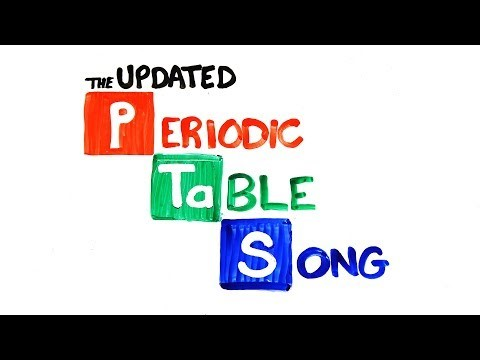 THE UPDATED
PERIODIC
TaBLE
SONG